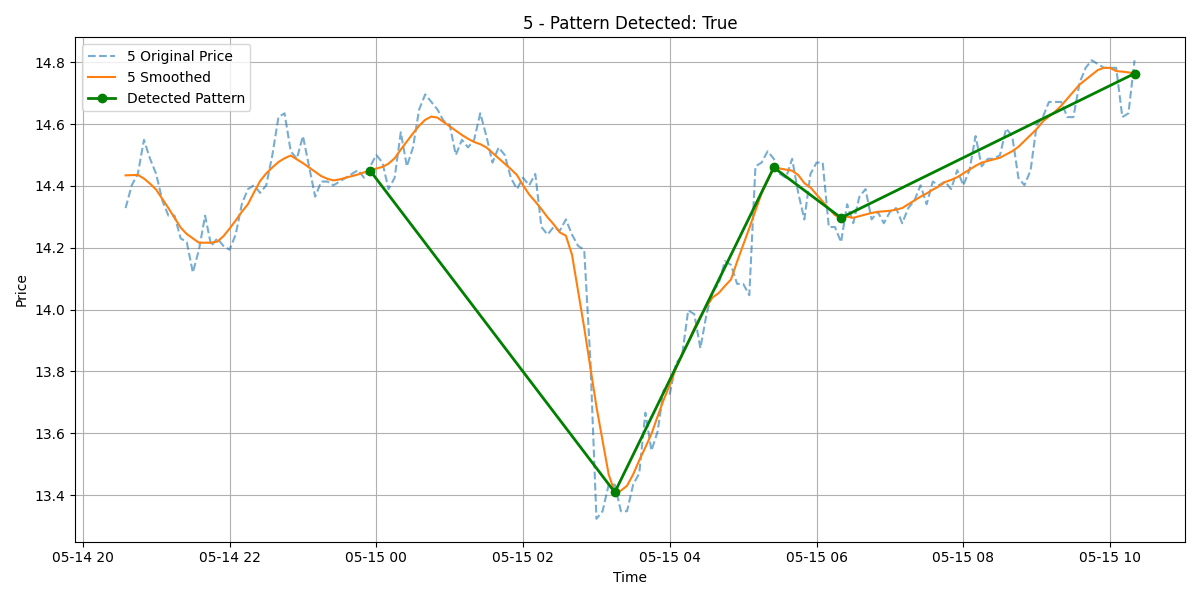 5 - Pattern Detected: True
5 Original Price
5 Smoothed
Detected Pattern
14.8
14.6
14.4
14.2
14.0
13.8
13.6
13.4
Price
05-14 20
05-14 22
05-15 00
05-15 02
05-15 04
05-15 06
05-15 08
05-15 10
Time